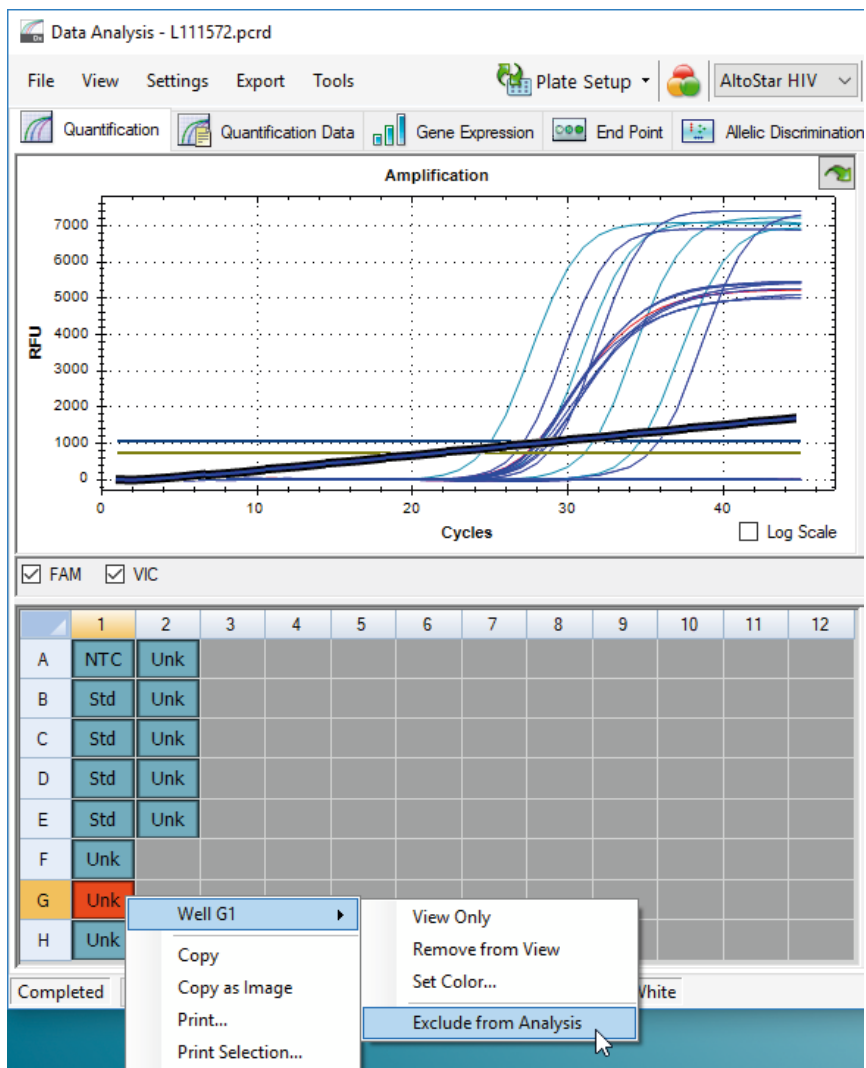 Data Analysis - L111572.pcrd
File View Settings Export Tools Plate Setup AltoStar HIV
Quantification Quantification Data Gene Expression End Point Allelic Discrimination
Amplification
7000
6000
5000
4000
3000
2000
1000
0
RFU
0 10 20 30 40
Cycles
Log Scale
FAM VIC
1 2 3 4 5 6 7 8 9 10 11 12
A NTC Unk
B Std Unk
C Std Unk
D Std Unk
E Std Unk
F Unk
G Unk
H Unk
Well G1
Copy
Copy as Image
Print...
Print Selection...
View Only
Remove from View
Set Color...
Exclude from Analysis
Completed